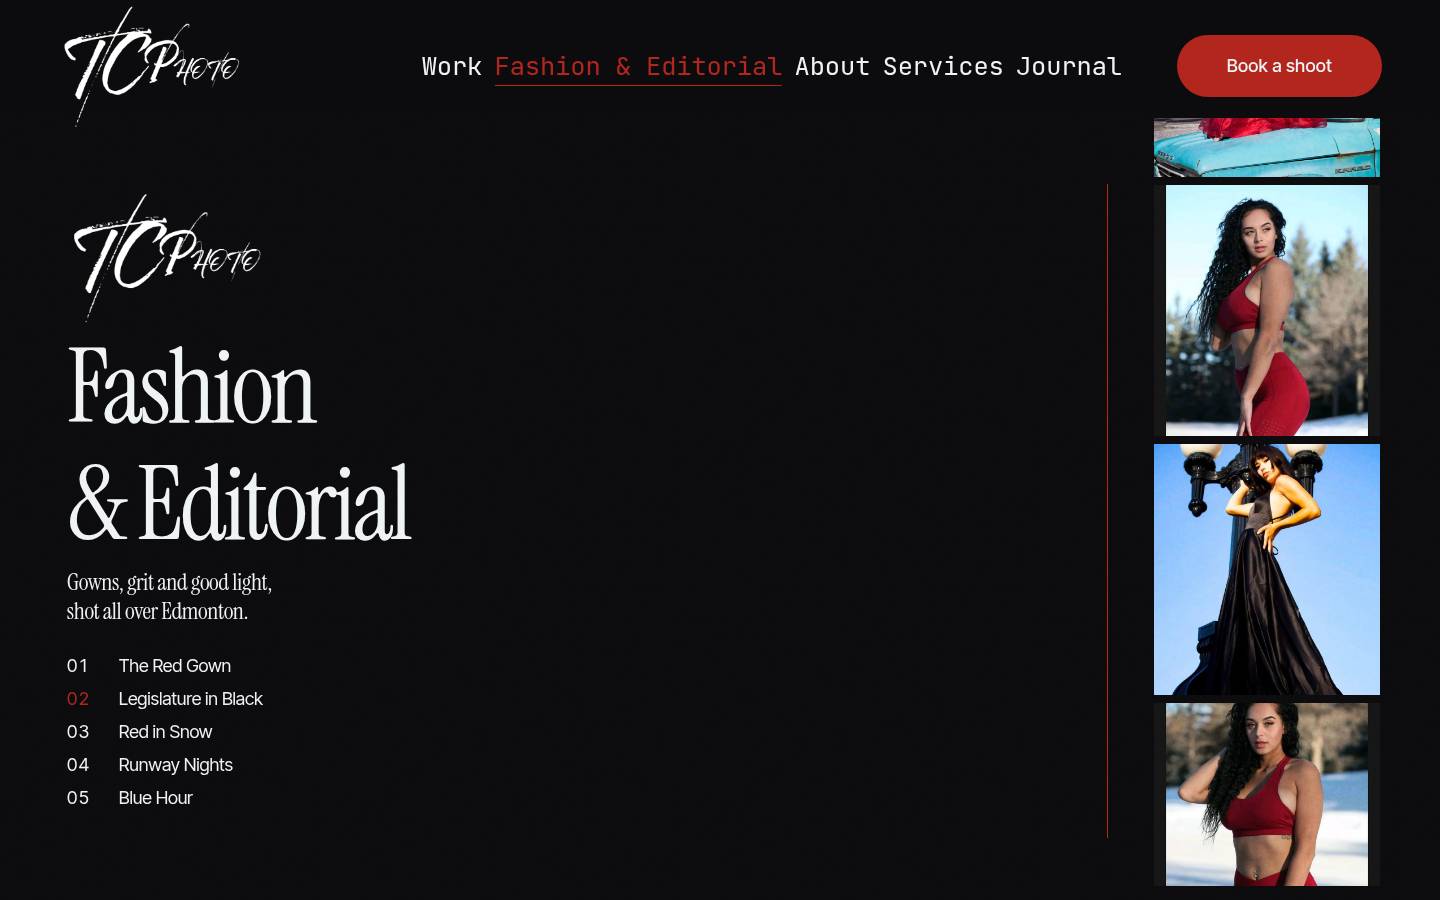 TCPHOTO
Work Fashion & Editorial About Services Journal
Book a shoot
TCPHOTO
Fashion
& Editorial
Gowns, grit and good light,
shot all over Edmonton.
01 The Red Gown
02 Legislature in Black
03 Red in Snow
04 Runway Nights
05 Blue Hour